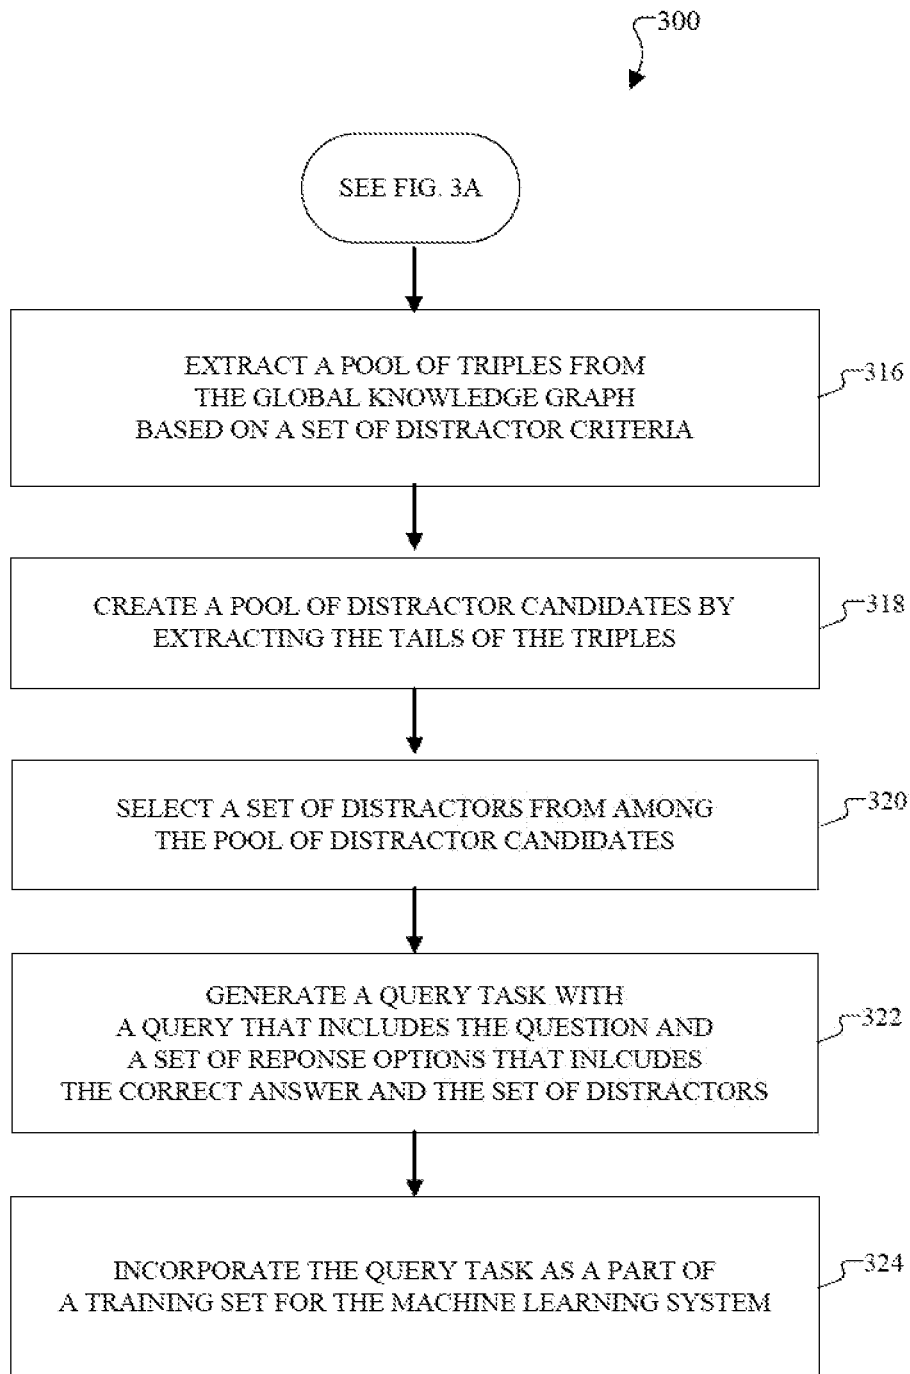 300
SEE FIG. 3A
EXTRACT A POOL OF TRIPLES FROM
THE GLOBAL KNOWLEDGE GRAPH
BASED ON A SET OF DISTRACTOR CRITERIA
316
CREATE A POOL OF DISTRACTOR CANDIDATES BY
EXTRACTING THE TAILS OF THE TRIPLES
318
SELECT A SET OF DISTRACTORS FROM AMONG
THE POOL OF DISTRACTOR CANDIDATES
320
GENERATE A QUERY TASK WITH
A QUERY THAT INCLUDES THE QUESTION AND
A SET OF REPONSE OPTIONS THAT INLCUDES
THE CORRECT ANSWER AND THE SET OF DISTRACTORS
322
INCORPORATE THE QUERY TASK AS A PART OF
A TRAINING SET FOR THE MACHINE LEARNING SYSTEM
324